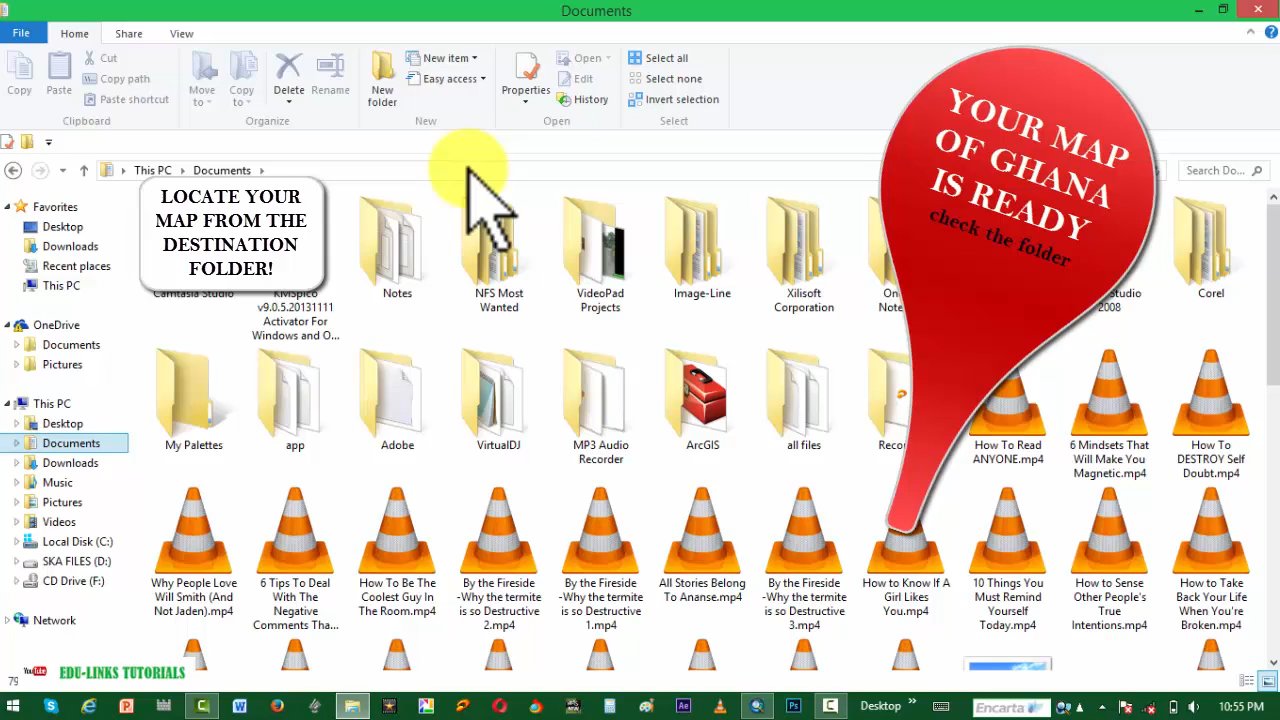 Documents
File Home Share View
Cut
Copy path
Paste shortcut
Copy
Paste
Clipboard
Move to
Copy to
Delete
Rename
Organize
New folder
New item
Easy access
New
Properties
Open
Edit
History
Open
Select all
Select none
Invert selection
Select
This PC Documents
Search Do...
LOCATE YOUR
MAP FROM THE
DESTINATION
FOLDER!
YOUR MAP
OF GHANA
IS READY
check the folder
Favorites
Desktop
Downloads
Recent places
This PC
OneDrive
Documents
Pictures
This PC
Desktop
Documents
Downloads
Music
Pictures
Videos
Local Disk (C:)
SKA FILES (D:)
CD Drive (F:)
Network
Camtasia Studio
KMSpico
v9.0.5.20131111
Activator For
Windows and O...
Notes
NFS Most
Wanted
VideoPad
Projects
Image-Line
Xilisoft
Corporation
Studio
2008
Corel
My Palettes
app
Adobe
VirtualDJ
MP3 Audio
Recorder
ArcGIS
all files
How To Read
ANYONE.mp4
6 Mindsets That
Will Make You
Magnetic.mp4
How To
DESTROY Self
Doubt.mp4
Why People Love
Will Smith (And
Not Jaden).mp4
6 Tips To Deal
With The
Negative
Comments Tha...
How To Be The
Coolest Guy In
The Room.mp4
By the Fireside
-Why the termite
is so Destructive
2.mp4
By the Fireside
-Why the termite
is so Destructive
1.mp4
All Stories Belong
To Ananse.mp4
By the Fireside
-Why the termite
is so Destructive
3.mp4
How to Know If A
Girl Likes
You.mp4
10 Things You
Must Remind
Yourself
Today.mp4
How to Sense
Other People's
True
Intentions.mp4
How to Take
Back Your Life
When You're
Broken.mp4
79
YouTube EDU-LINKS TUTORIALS
Desktop
Encarta
10:55 PM